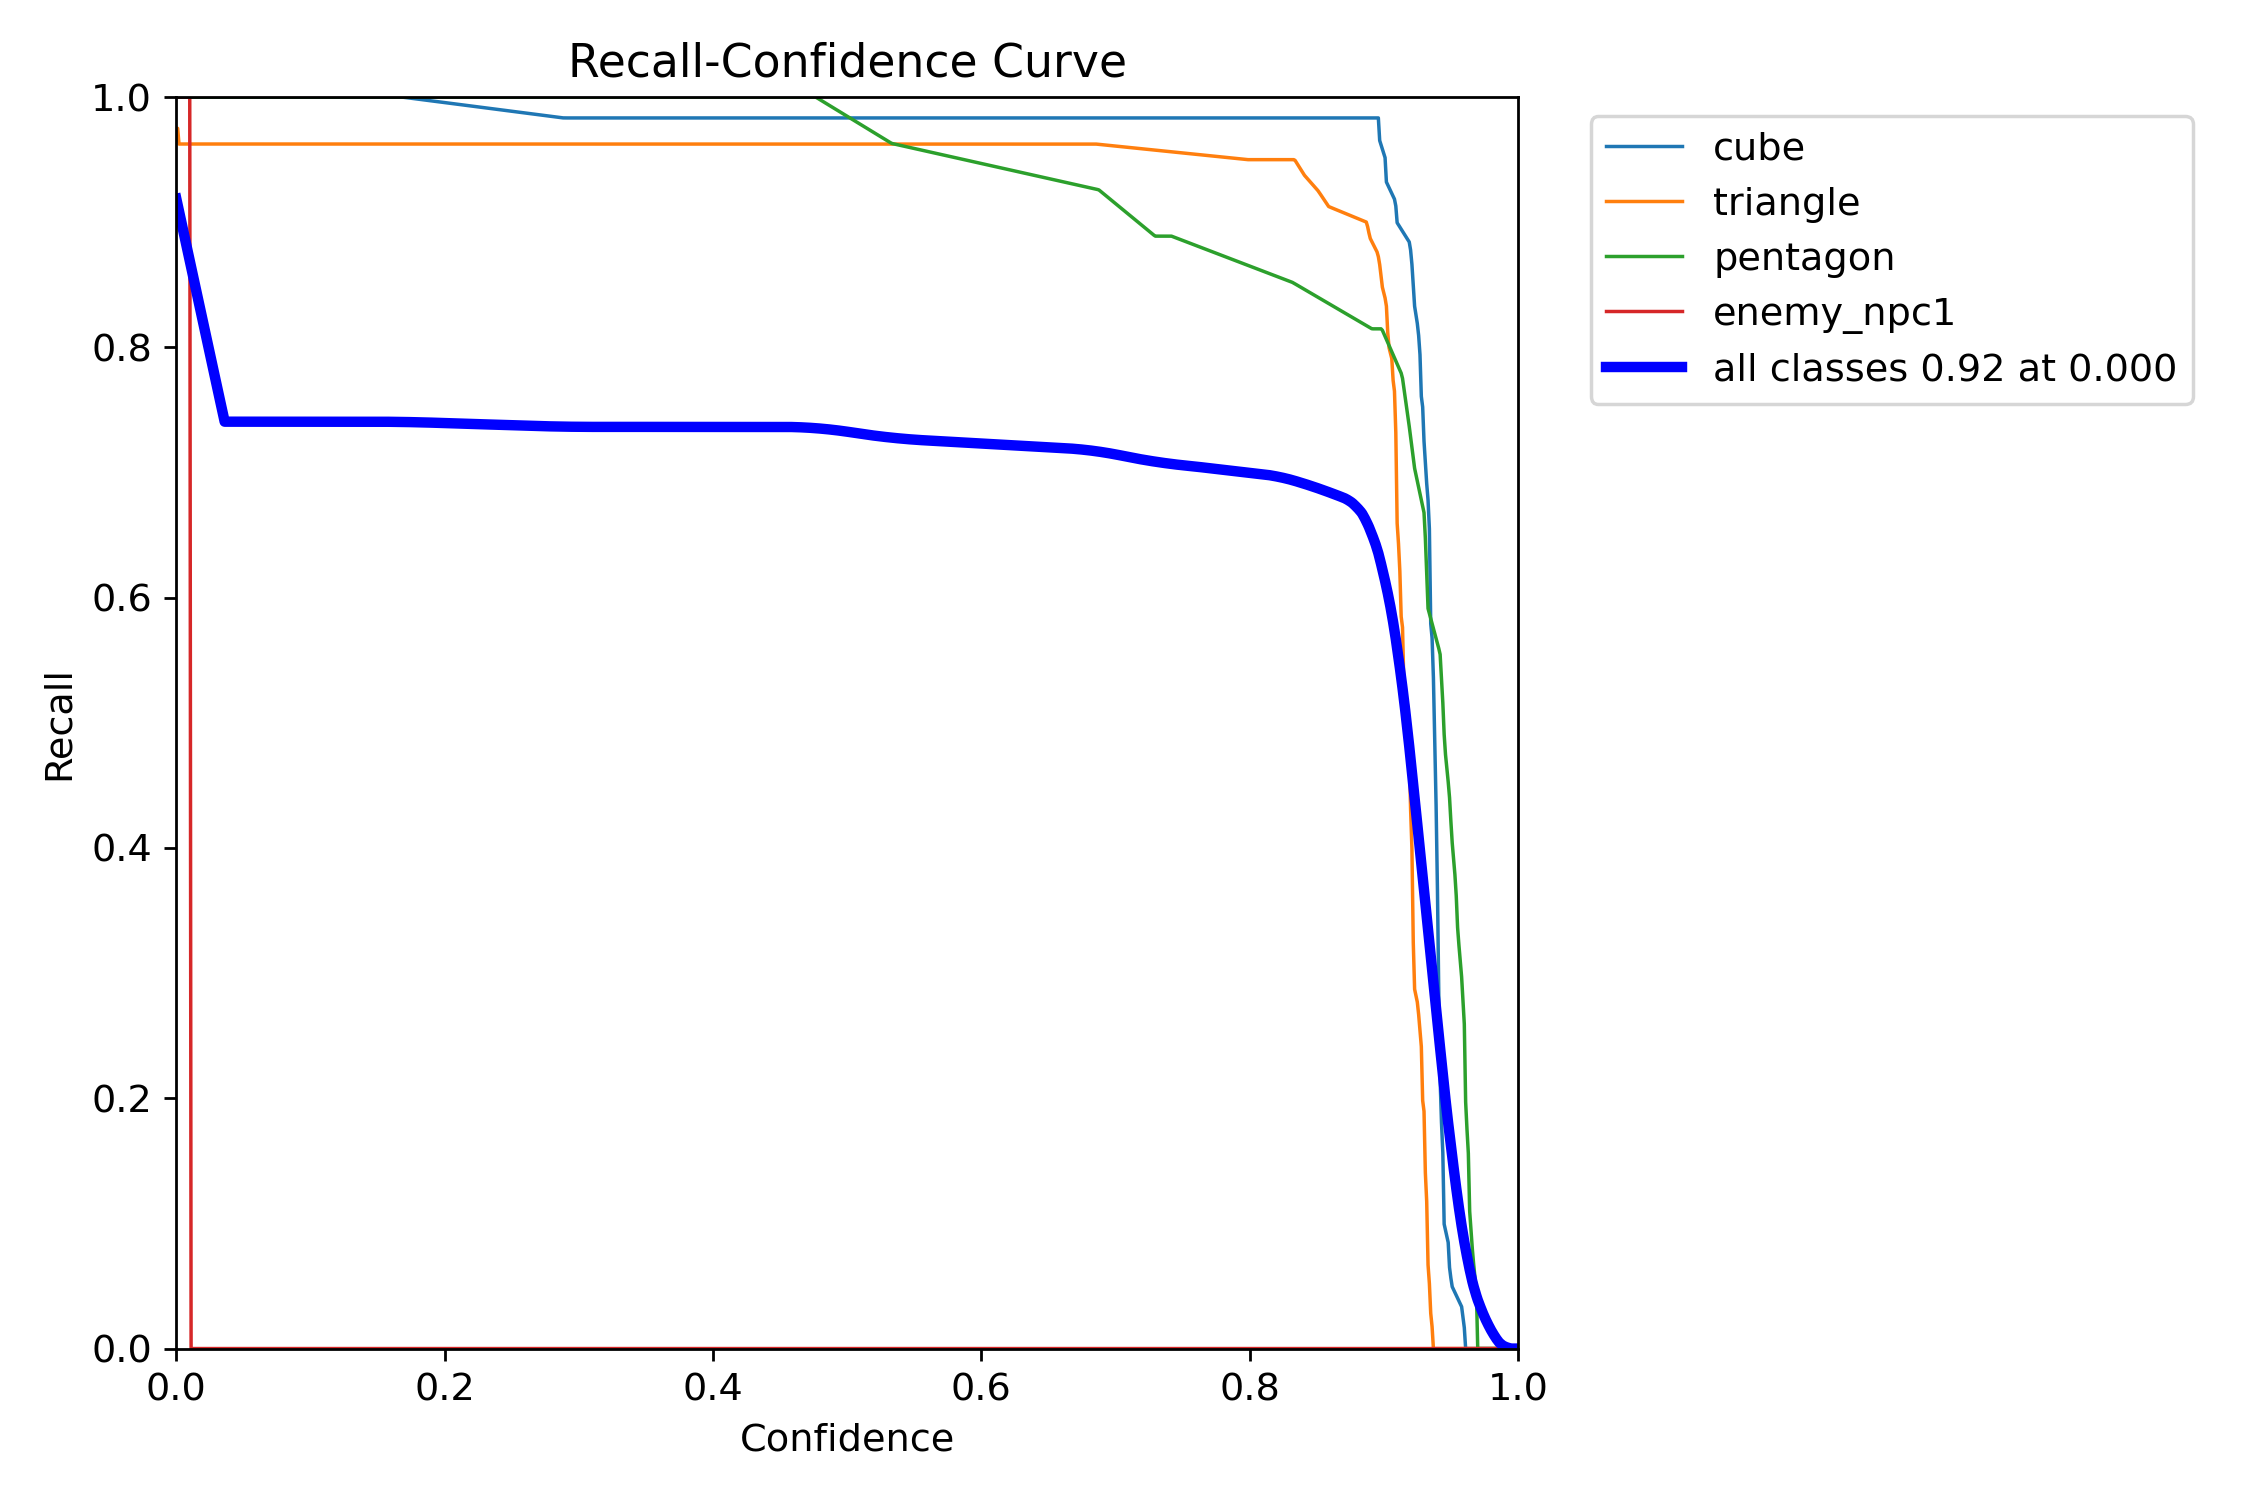 Recall-Confidence Curve
1.0
0.8
0.6
0.4
0.2
0.0
Recall
0.0 0.2 0.4 0.6 0.8 1.0
Confidence
cube
triangle
pentagon
enemy_npc1
all classes 0.92 at 0.000